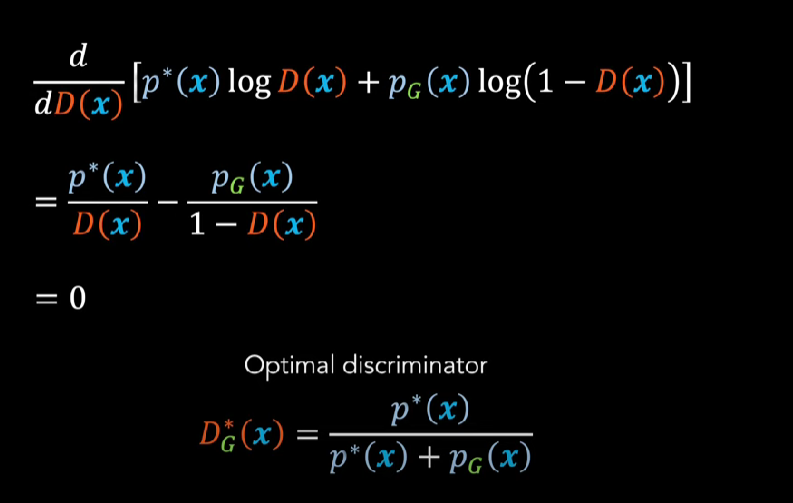 d/dD(x) [p*(x) log D(x) + p_G(x) log(1 − D(x))]
= p*(x)/D(x) − p_G(x)/(1 − D(x))
= 0
Optimal discriminator
D*_G(x) = p*(x)/(p*(x) + p_G(x))